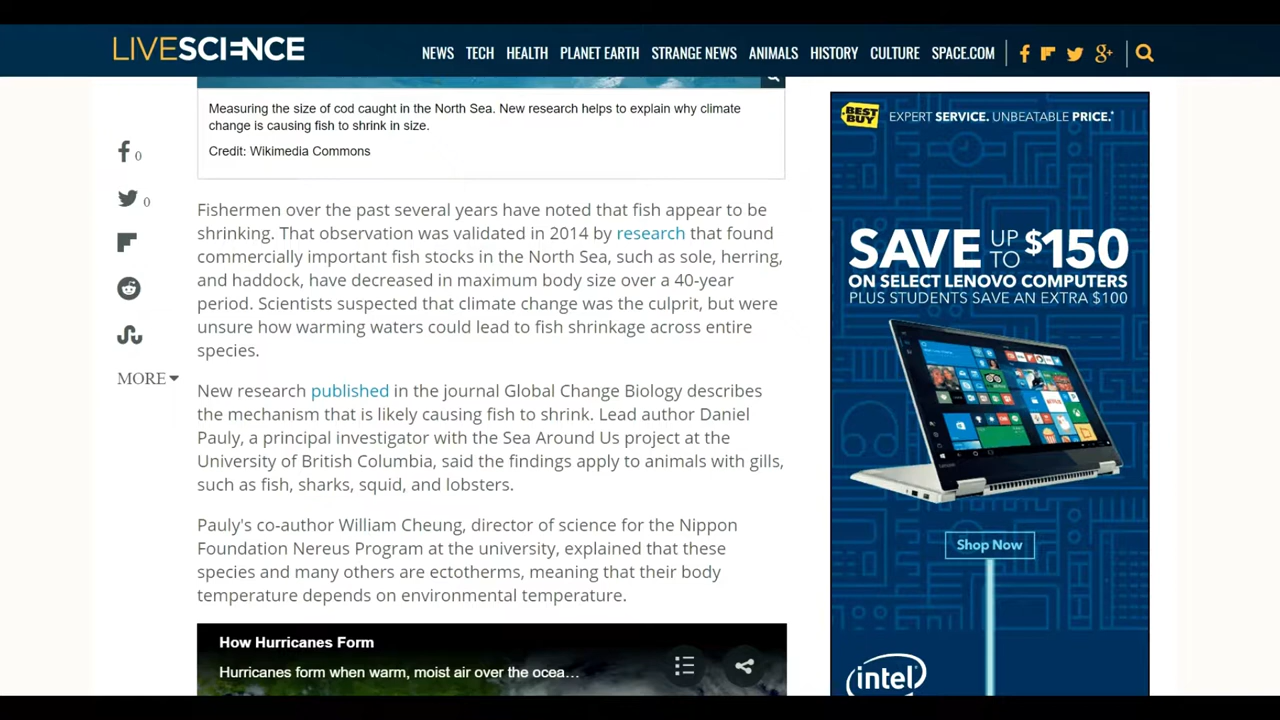 LIVESCIENCE
NEWS TECH HEALTH PLANET EARTH STRANGE NEWS ANIMALS HISTORY CULTURE SPACE.COM
Measuring the size of cod caught in the North Sea. New research helps to explain why climate
change is causing fish to shrink in size.
Credit: Wikimedia Commons
0
0
MORE
Fishermen over the past several years have noted that fish appear to be
shrinking. That observation was validated in 2014 by research that found
commercially important fish stocks in the North Sea, such as sole, herring,
and haddock, have decreased in maximum body size over a 40-year
period. Scientists suspected that climate change was the culprit, but were
unsure how warming waters could lead to fish shrinkage across entire
species.
New research published in the journal Global Change Biology describes
the mechanism that is likely causing fish to shrink. Lead author Daniel
Pauly, a principal investigator with the Sea Around Us project at the
University of British Columbia, said the findings apply to animals with gills,
such as fish, sharks, squid, and lobsters.
Pauly's co-author William Cheung, director of science for the Nippon
Foundation Nereus Program at the university, explained that these
species and many others are ectotherms, meaning that their body
temperature depends on environmental temperature.
How Hurricanes Form
Hurricanes form when warm, moist air over the ocea...
BEST BUY
EXPERT SERVICE. UNBEATABLE PRICE.*
SAVE UP TO $150
ON SELECT LENOVO COMPUTERS
PLUS STUDENTS SAVE AN EXTRA $100
Shop Now
intel